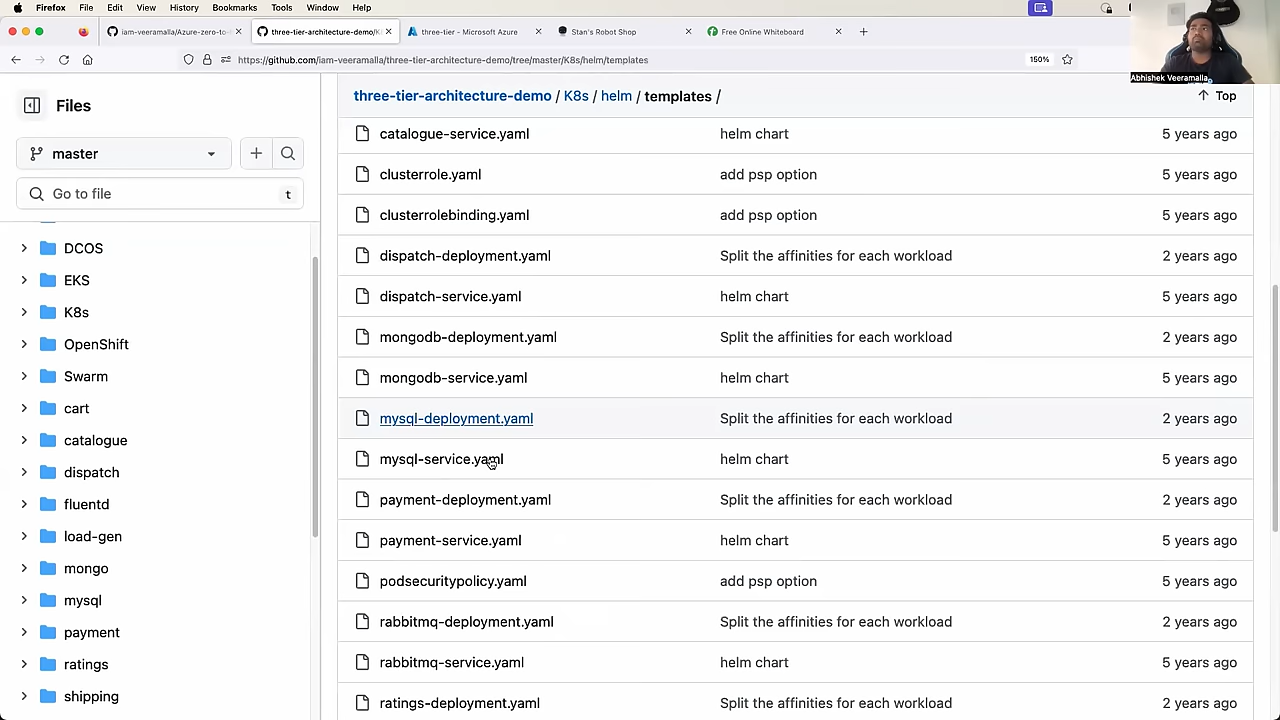 Firefox File Edit View History Bookmarks Tools Window Help
iam-veeramalla/Azure-zero-to- three-tier-architecture-demo/K three-tier - Microsoft Azure Stan's Robot Shop Free Online Whiteboard
https://github.com/iam-veeramalla/three-tier-architecture-demo/tree/master/K8s/helm/templates 150%
Abhishek Veeramalla
Files
three-tier-architecture-demo / K8s / helm / templates / Top
master
Go to file t
DCOS
EKS
K8s
OpenShift
Swarm
cart
catalogue
dispatch
fluentd
load-gen
mongo
mysql
payment
ratings
shipping
catalogue-service.yaml helm chart 5 years ago
clusterrole.yaml add psp option 5 years ago
clusterrolebinding.yaml add psp option 5 years ago
dispatch-deployment.yaml Split the affinities for each workload 2 years ago
dispatch-service.yaml helm chart 5 years ago
mongodb-deployment.yaml Split the affinities for each workload 2 years ago
mongodb-service.yaml helm chart 5 years ago
mysql-deployment.yaml Split the affinities for each workload 2 years ago
mysql-service.yaml helm chart 5 years ago
payment-deployment.yaml Split the affinities for each workload 2 years ago
payment-service.yaml helm chart 5 years ago
podsecuritypolicy.yaml add psp option 5 years ago
rabbitmq-deployment.yaml Split the affinities for each workload 2 years ago
rabbitmq-service.yaml helm chart 5 years ago
ratings-deployment.yaml Split the affinities for each workload 2 years ago